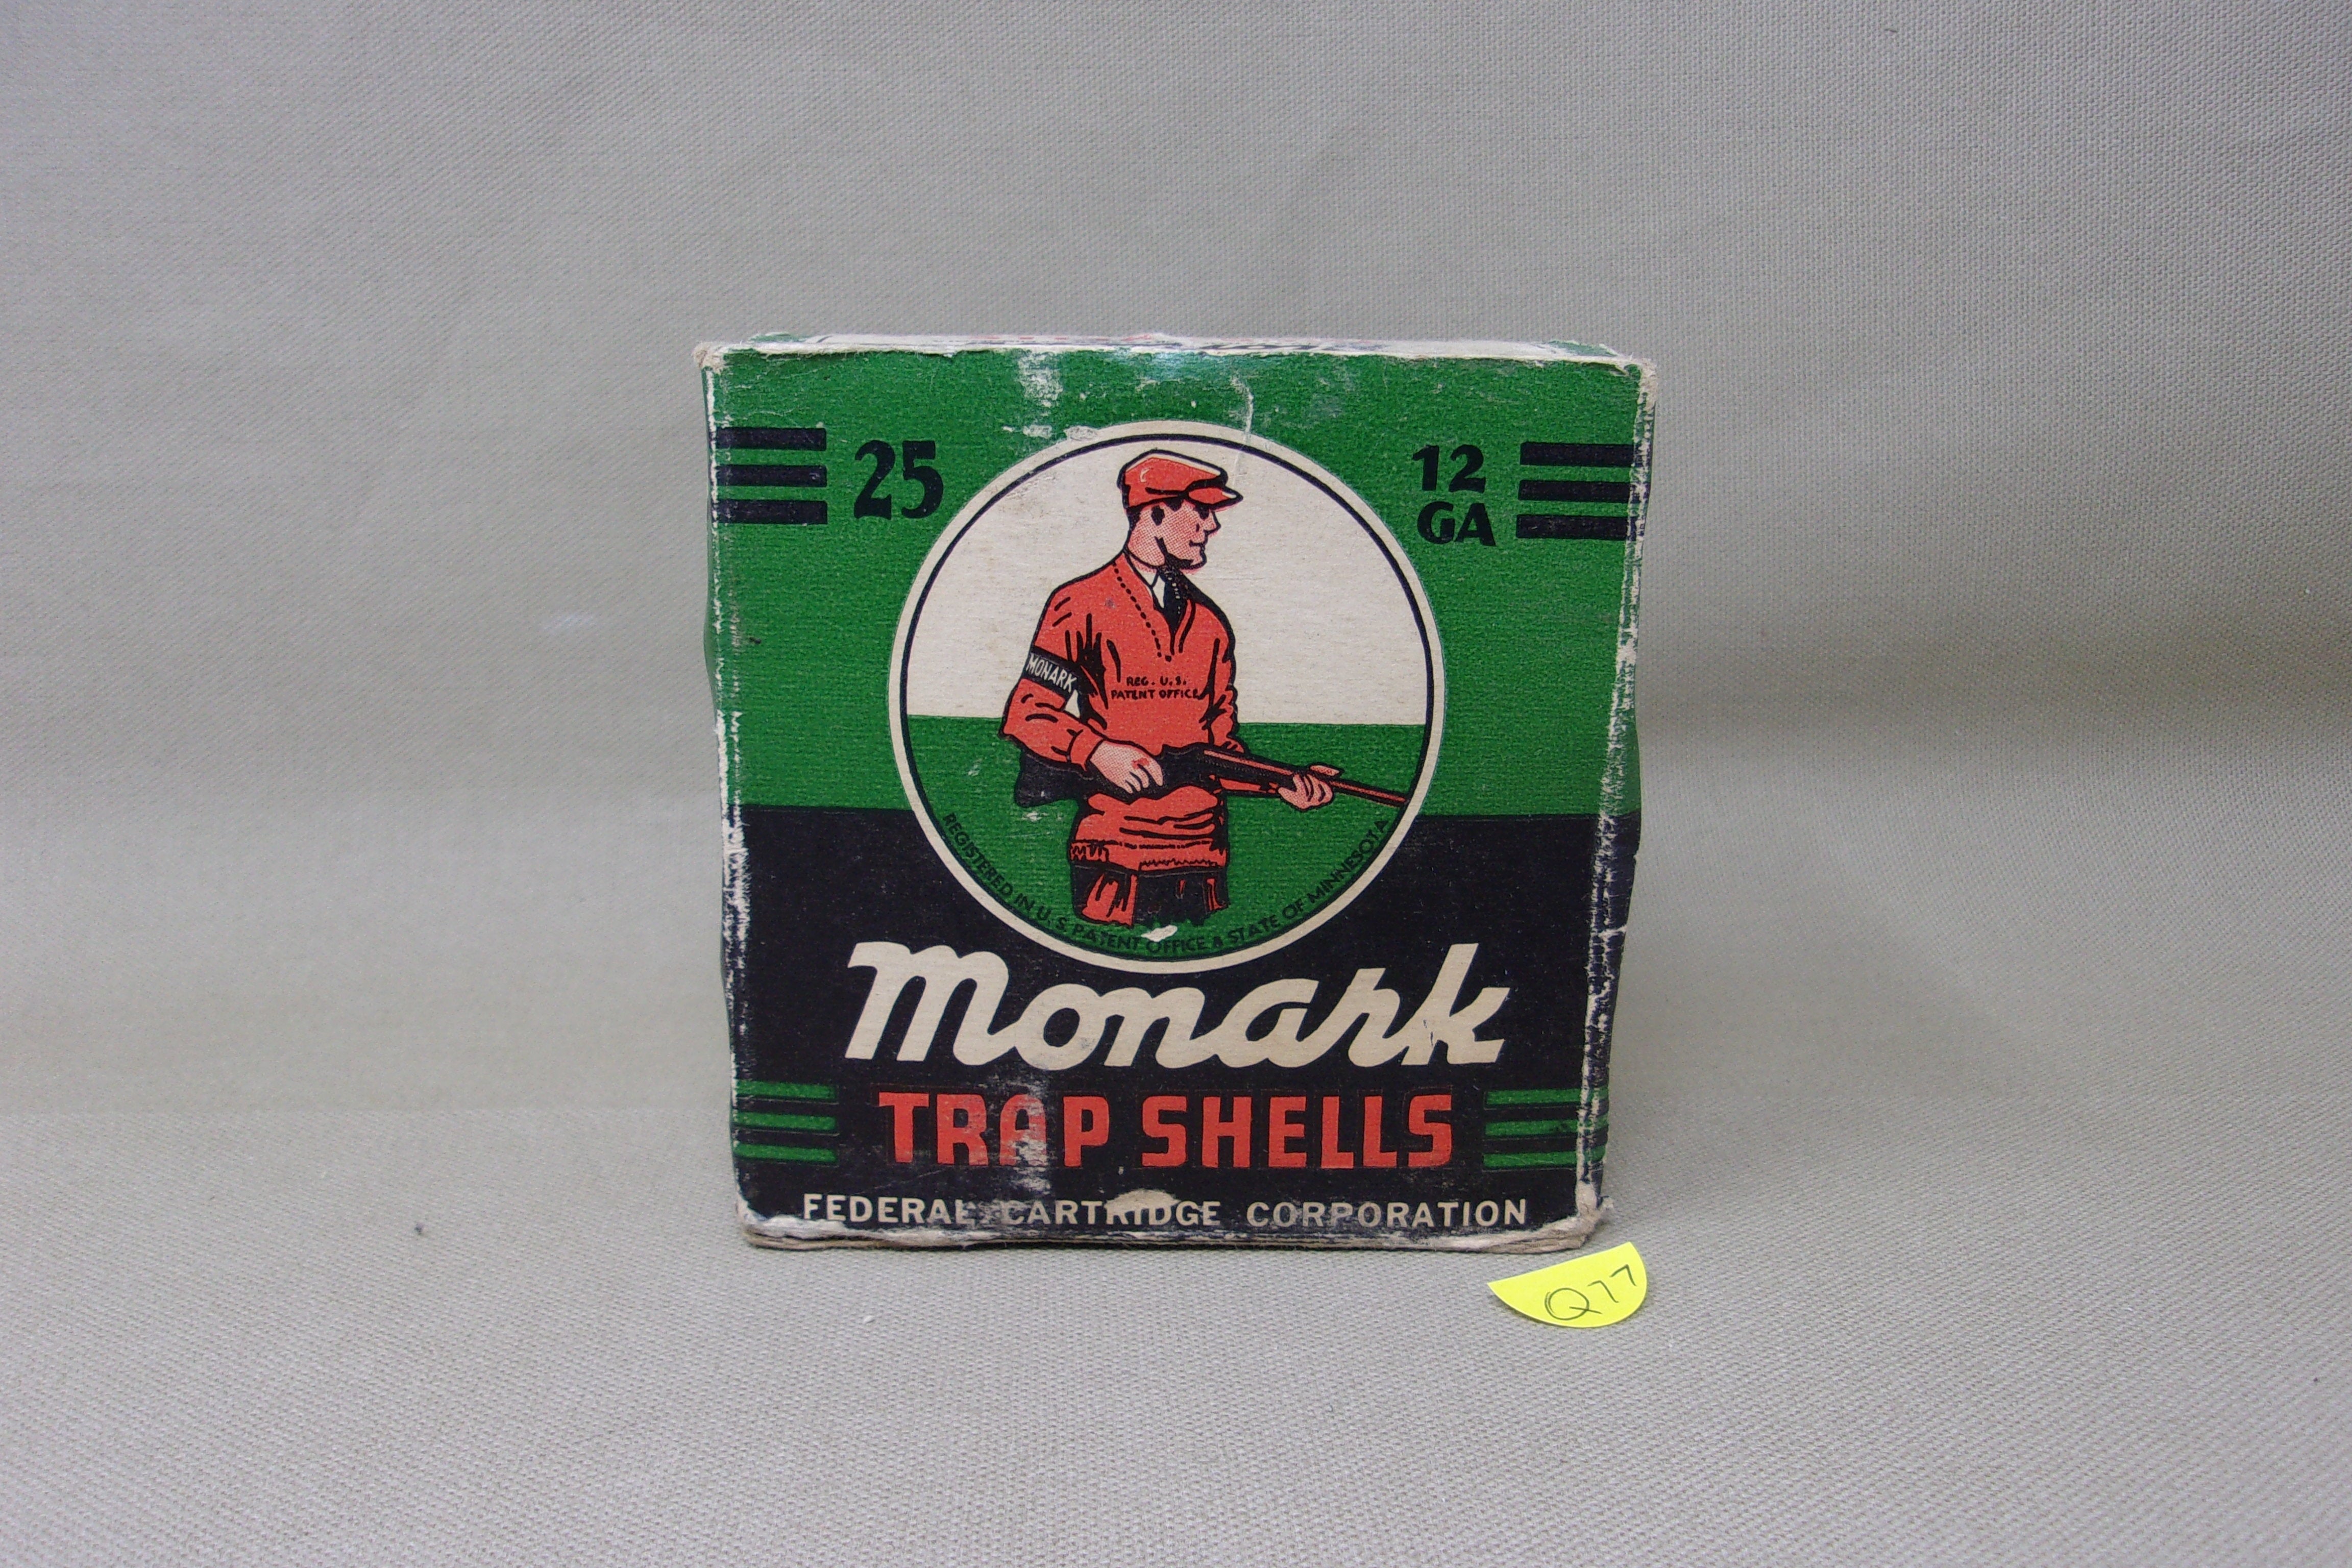 25
12
GA
MONARK
REG. U.S.
PATENT OFFICE
REGISTERED IN U. S. PATENT OFFICE & STATE OF MINNESOTA
Monark
TRAP SHELLS
FEDERAL CARTRIDGE CORPORATION
Q77